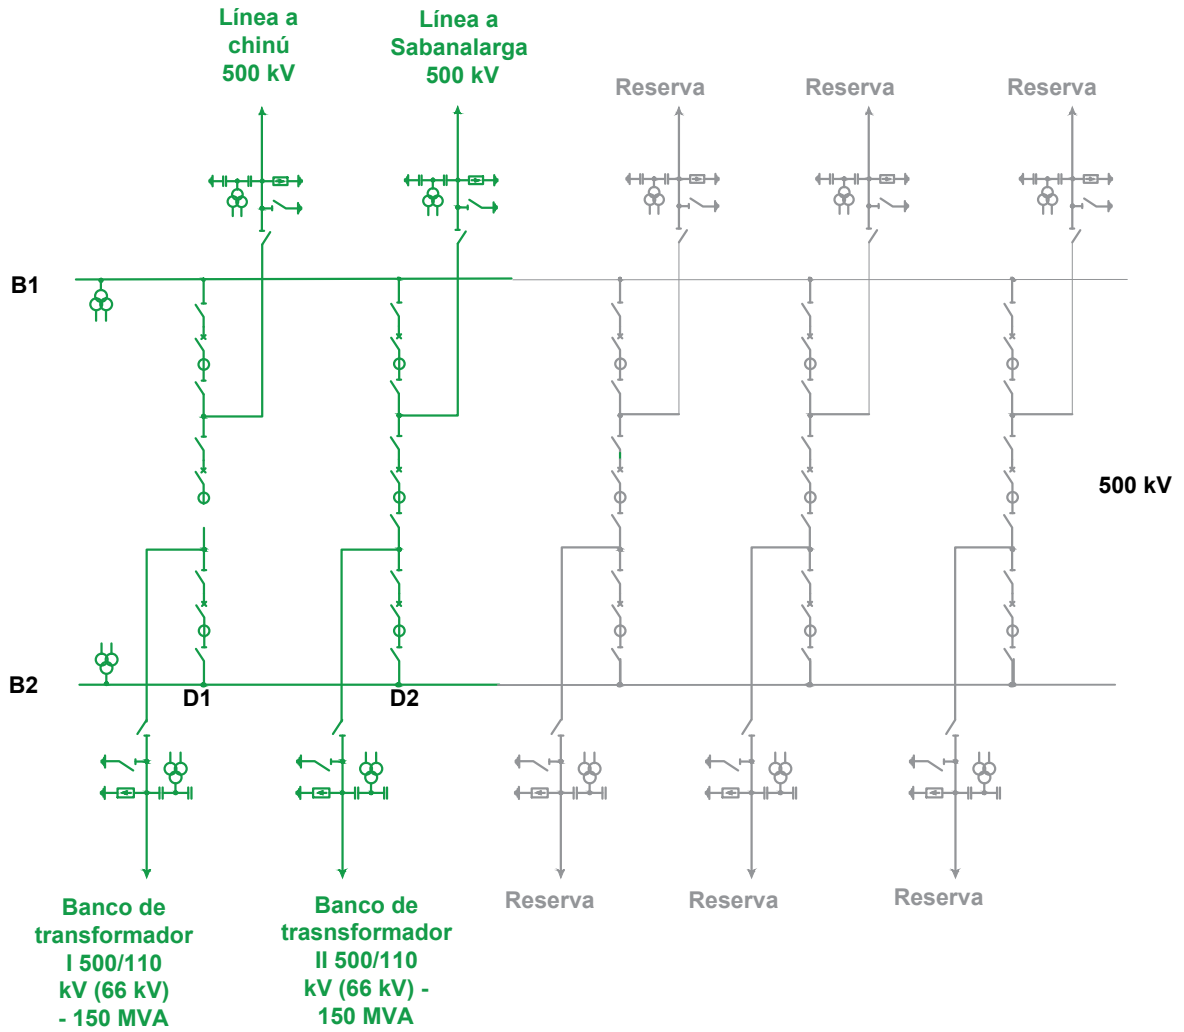 Línea a
chinú
500 kV
Línea a
Sabanalarga
500 kV
Reserva
Reserva
Reserva
B1
500 kV
B2
D1
D2
Banco de
transformador
I 500/110
kV (66 kV)
- 150 MVA
Banco de
trasnsformador
II 500/110
kV (66 kV) -
150 MVA
Reserva
Reserva
Reserva